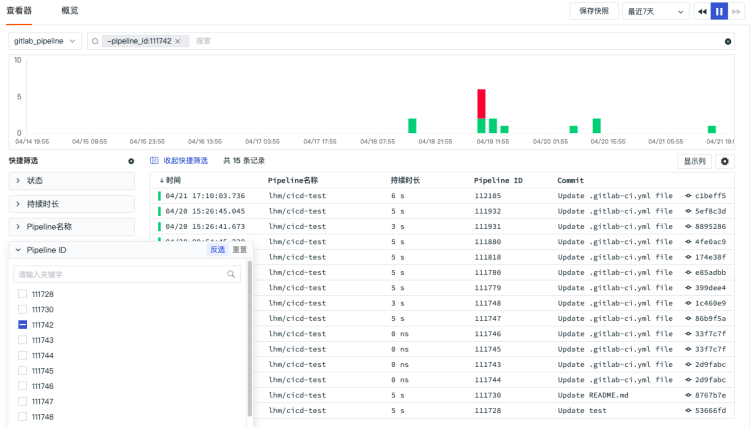 查看器 概览 保存快照 最近7天
gitlab_pipeline −pipeline_id:111742 × 搜索
10
5
0
04/14 19:55 04/15 09:55 04/15 23:55 04/16 13:55 04/17 03:55 04/17 17:55 04/18 07:55 04/18 21:55 04/19 11:55 04/20 01:55 04/20 15:55 04/21 05:55 04/21 19:5
快捷筛选 收起快捷筛选 共 15 条记录 显示列
状态
持续时长
Pipeline名称
Pipeline ID 反选 重置
请输入关键字
111728
111730
111742
111743
111744
111745
111746
111747
111748
↓时间 Pipeline名称 持续时长 Pipeline ID Commit
04/21 17:10:03.736 lhm/cicd-test 6 s 112105 Update .gitlab-ci.yml file c1beff5
04/20 15:26:45.045 lhm/cicd-test 5 s 111932 Update .gitlab-ci.yml file 5ef8c3d
04/20 15:26:41.673 lhm/cicd-test 3 s 111931 Update .gitlab-ci.yml file 8895286
lhm/cicd-test 5 s 111880 Update .gitlab-ci.yml file 4fe0ac9
lhm/cicd-test 5 s 111818 Update .gitlab-ci.yml file 174e38f
lhm/cicd-test 5 s 111780 Update .gitlab-ci.yml file e85adbb
lhm/cicd-test 5 s 111779 Update .gitlab-ci.yml file 399dee4
lhm/cicd-test 3 s 111748 Update .gitlab-ci.yml file 1c460e9
lhm/cicd-test 5 s 111747 Update .gitlab-ci.yml file 86b9f5a
lhm/cicd-test 0 ns 111746 Update .gitlab-ci.yml file 33f7c7f
lhm/cicd-test 0 ns 111745 Update .gitlab-ci.yml file 33f7c7f
lhm/cicd-test 0 ns 111743 Update .gitlab-ci.yml file 2d9fabc
lhm/cicd-test 0 ns 111744 Update .gitlab-ci.yml file 2d9fabc
lhm/cicd-test 5 s 111730 Update README.md 8767b7e
lhm/cicd-test 5 s 111728 Update test 53666fd